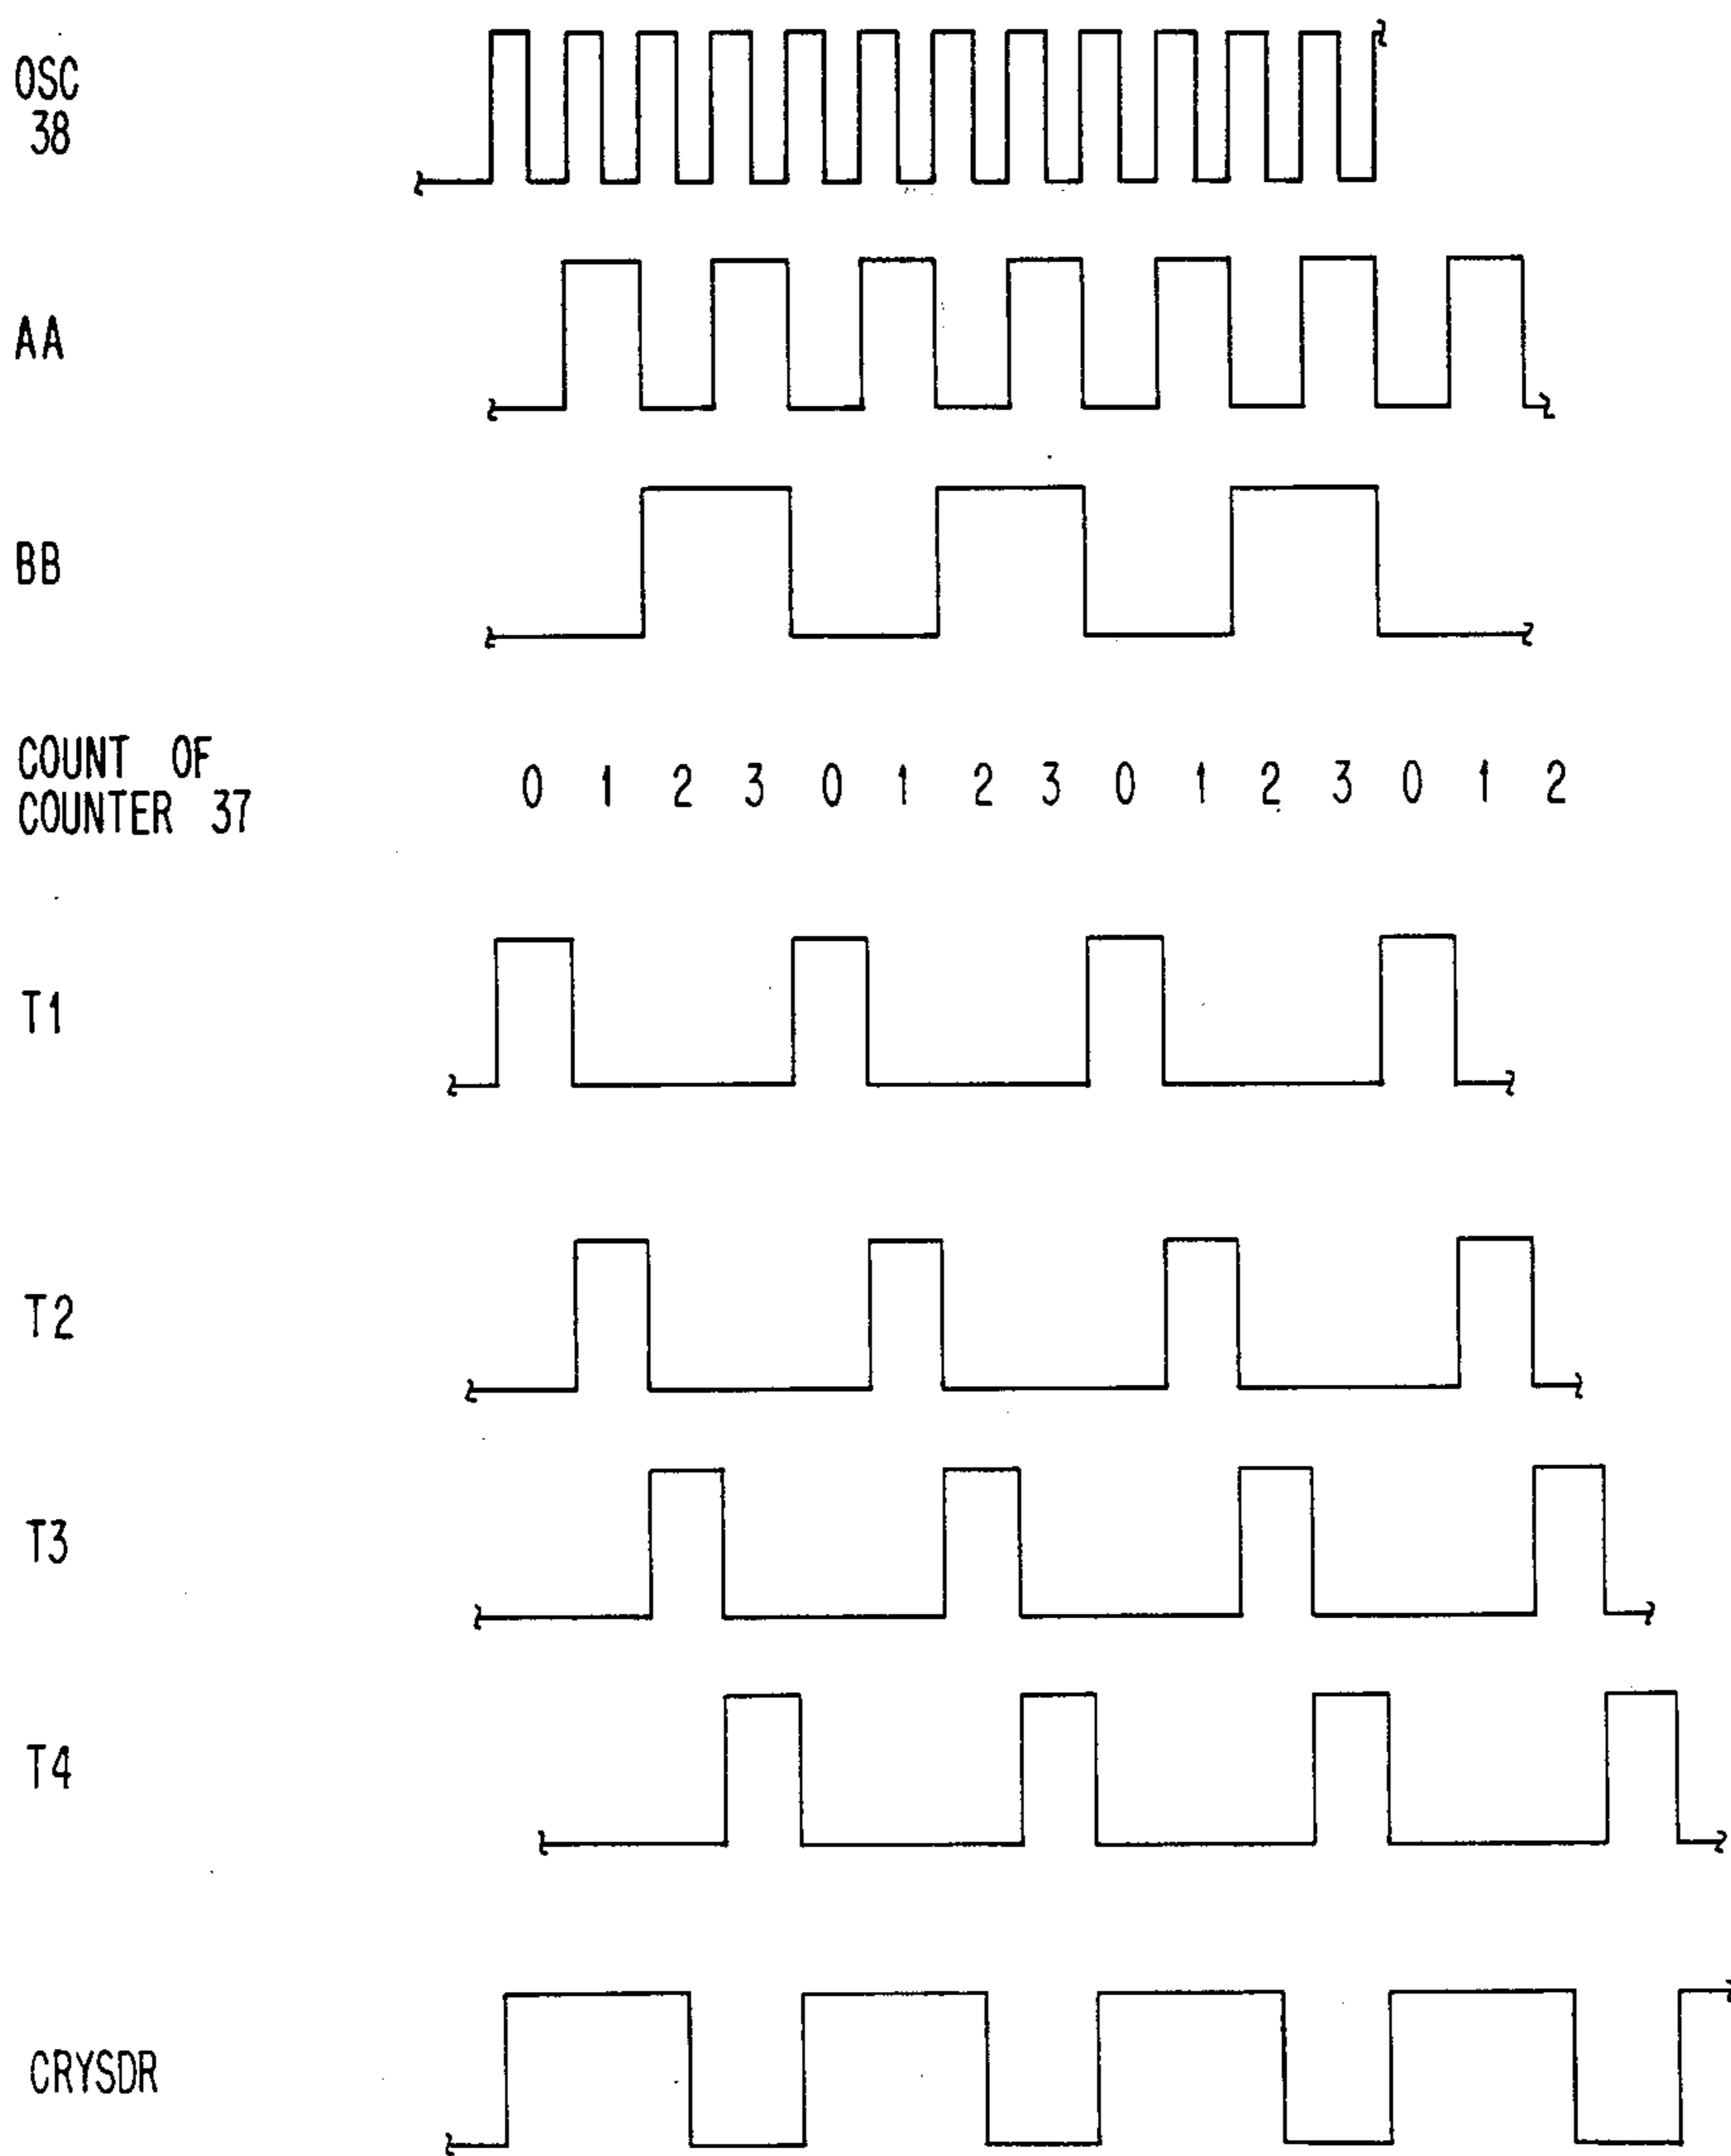 OSC
38
AA
BB
COUNT OF
COUNTER 37
0 1 2 3 0 1 2 3 0 1 2 3 0 1 2
T1
T2
T3
T4
CRYSDR